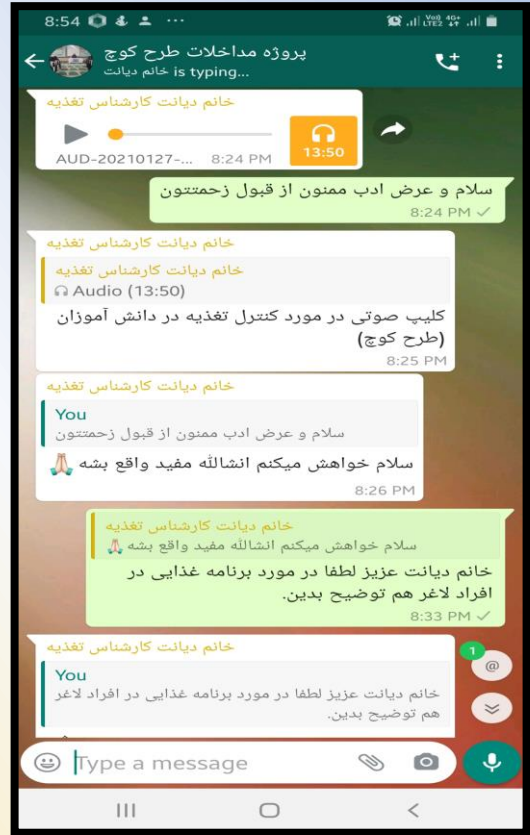 8:54
Vo)) 4G+
LTE2
پروژه مداخلات طرح کوچ
خانم دیانت is typing...
خانم دیانت کارشناس تغذیه
13:50
AUD-20210127-... 8:24 PM
سلام و عرض ادب ممنون از قبول زحمتتون
8:24 PM
خانم دیانت کارشناس تغذیه
خانم دیانت کارشناس تغذیه
Audio (13:50)
کلیپ صوتی در مورد کنترل تغذیه در دانش آموزان
(طرح کوچ)
8:25 PM
خانم دیانت کارشناس تغذیه
You
سلام و عرض ادب ممنون از قبول زحمتتون
سلام خواهش میکنم انشاالله مفید واقع بشه 🙏🏻
8:26 PM
خانم دیانت کارشناس تغذیه
سلام خواهش میکنم انشاالله مفید واقع بشه 🙏🏻
خانم دیانت عزیز لطفا در مورد برنامه غذایی در
افراد لاغر هم توضیح بدین.
8:33 PM
خانم دیانت کارشناس تغذیه
1
@
You
خانم دیانت عزیز لطفا در مورد برنامه غذایی در افراد لاغر
هم توضیح بدین.
Type a message